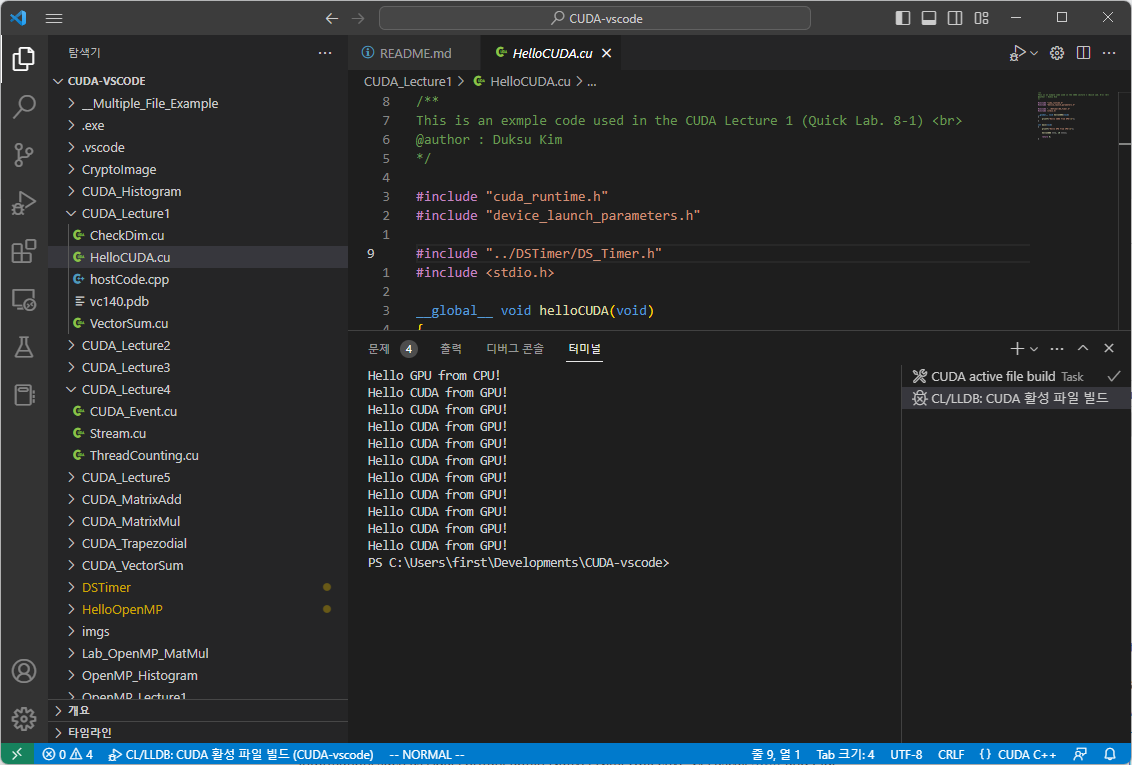 CUDA-vscode
탐색기
CUDA-VSCODE
__Multiple_File_Example
.exe
.vscode
CryptoImage
CUDA_Histogram
CUDA_Lecture1
CheckDim.cu
HelloCUDA.cu
hostCode.cpp
vc140.pdb
VectorSum.cu
CUDA_Lecture2
CUDA_Lecture3
CUDA_Lecture4
CUDA_Event.cu
Stream.cu
ThreadCounting.cu
CUDA_Lecture5
CUDA_MatrixAdd
CUDA_MatrixMul
CUDA_Trapezodial
CUDA_VectorSum
DSTimer
HelloOpenMP
imgs
Lab_OpenMP_MatMul
OpenMP_Histogram
OpenMP_Lecture1
개요
타임라인
README.md HelloCUDA.cu
CUDA_Lecture1 > HelloCUDA.cu > ...
8 /**
7 This is an exmple code used in the CUDA Lecture 1 (Quick Lab. 8-1) <br>
6 @author : Duksu Kim
5 */
4
3 #include "cuda_runtime.h"
2 #include "device_launch_parameters.h"
1
9 #include "../DSTimer/DS_Timer.h"
1 #include <stdio.h>
2
3 __global__ void helloCUDA(void)
4 {
문제 4 출력 디버그 콘솔 터미널
Hello GPU from CPU!
Hello CUDA from GPU!
Hello CUDA from GPU!
Hello CUDA from GPU!
Hello CUDA from GPU!
Hello CUDA from GPU!
Hello CUDA from GPU!
Hello CUDA from GPU!
Hello CUDA from GPU!
Hello CUDA from GPU!
Hello CUDA from GPU!
PS C:\Users\first\Developments\CUDA-vscode>
CUDA active file build Task
CL/LLDB: CUDA 활성 파일 빌드
0 4 CL/LLDB: CUDA 활성 파일 빌드 (CUDA-vscode) -- NORMAL -- 줄 9, 열 1 Tab 크기: 4 UTF-8 CRLF {} CUDA C++